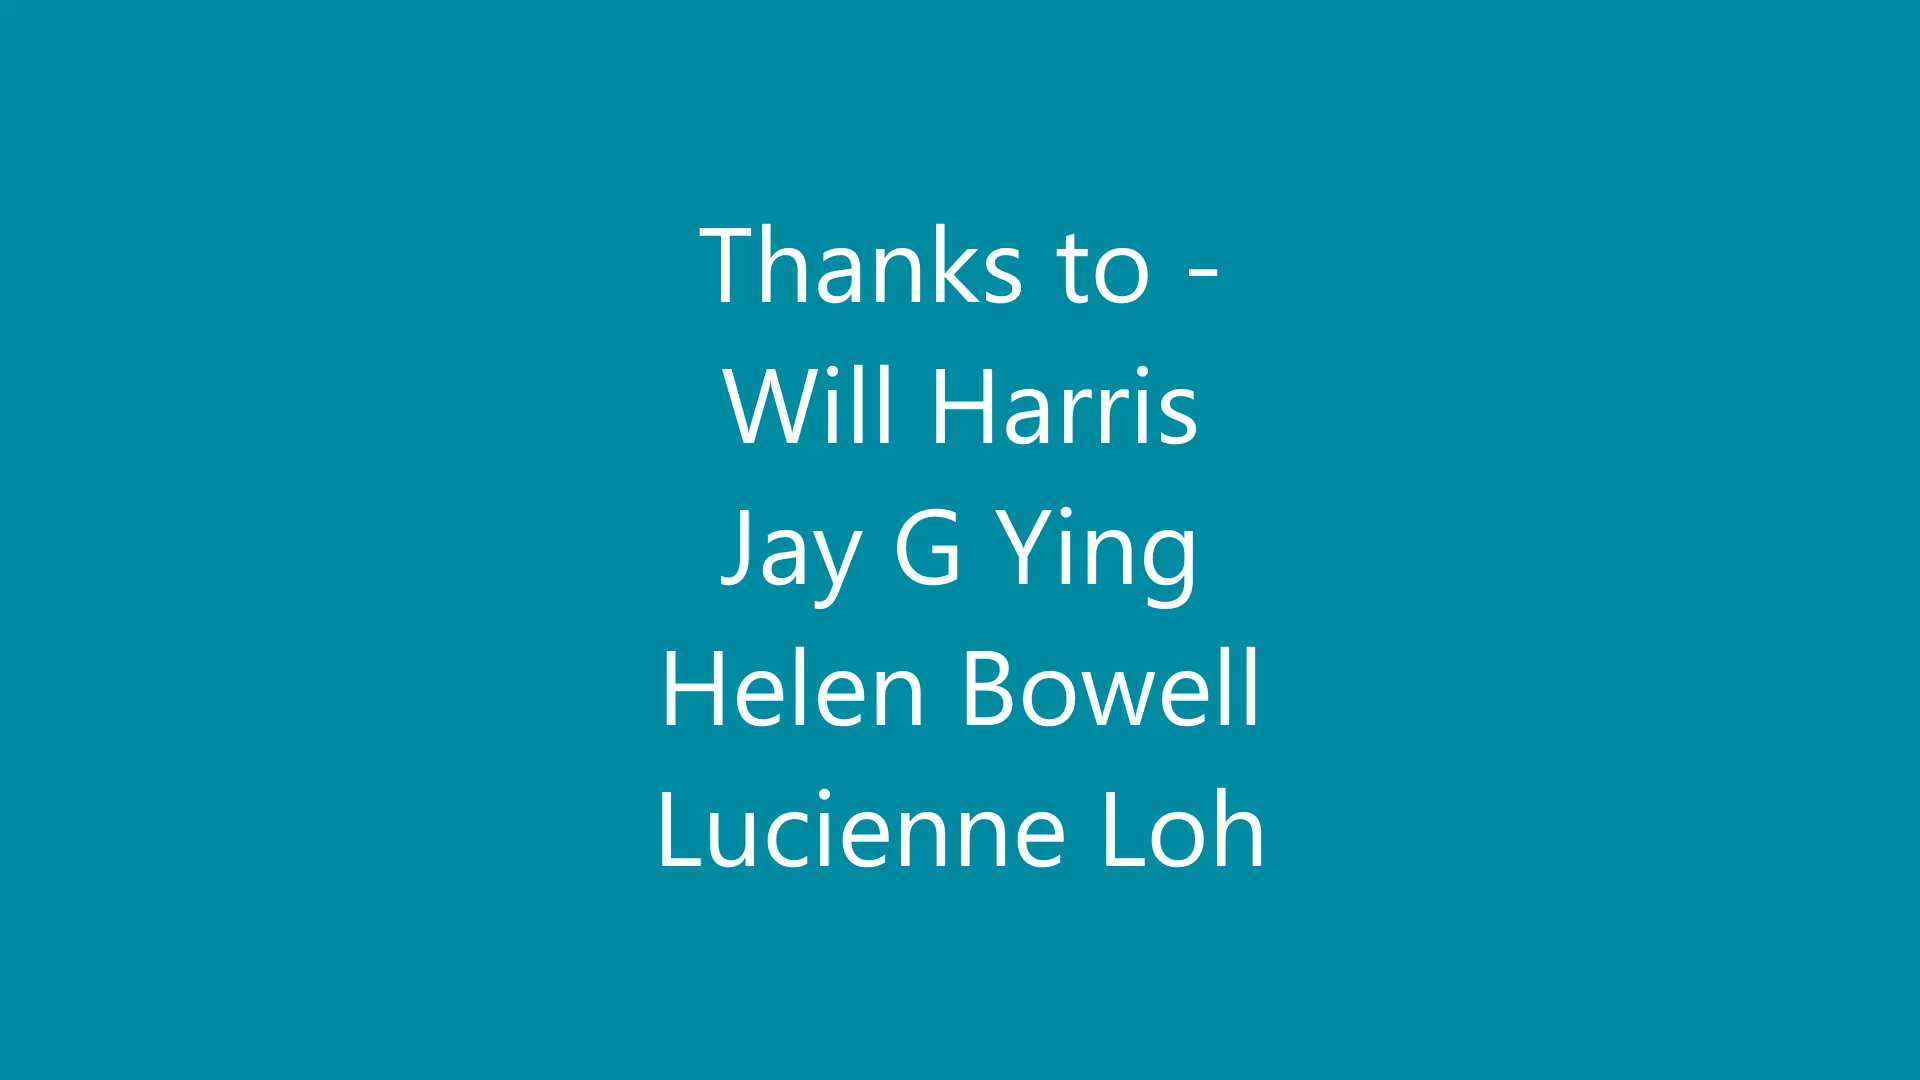 Thanks to -
Will Harris
Jay G Ying
Helen Bowell
Lucienne Loh